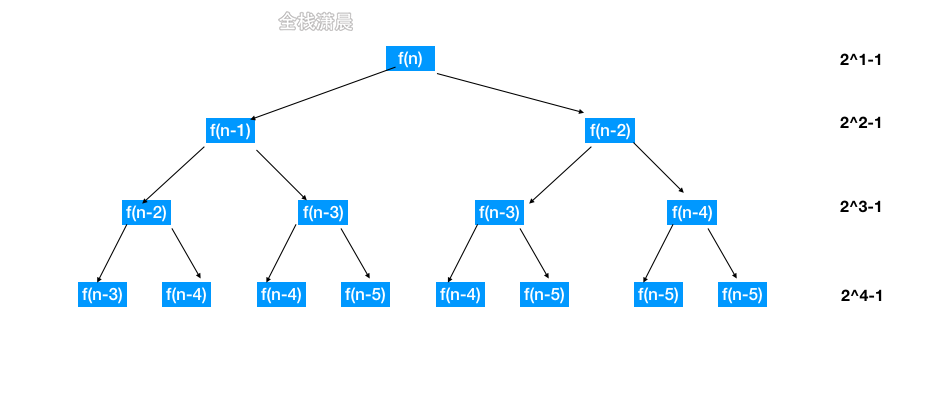 全栈潇晨
f(n) 2^1-1
f(n-1) f(n-2) 2^2-1
f(n-2) f(n-3) f(n-3) f(n-4) 2^3-1
f(n-3) f(n-4) f(n-4) f(n-5) f(n-4) f(n-5) f(n-5) f(n-5) 2^4-1